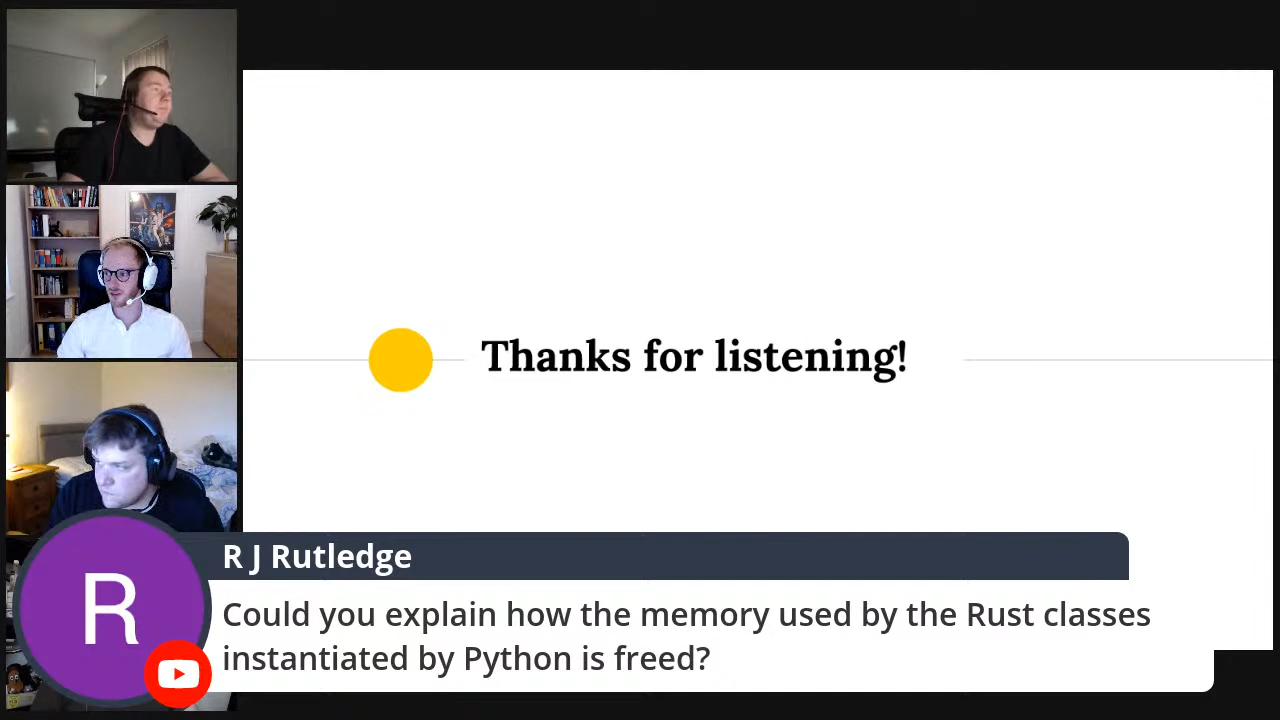 Thanks for listening!
R
R J Rutledge
Could you explain how the memory used by the Rust classes
instantiated by Python is freed?